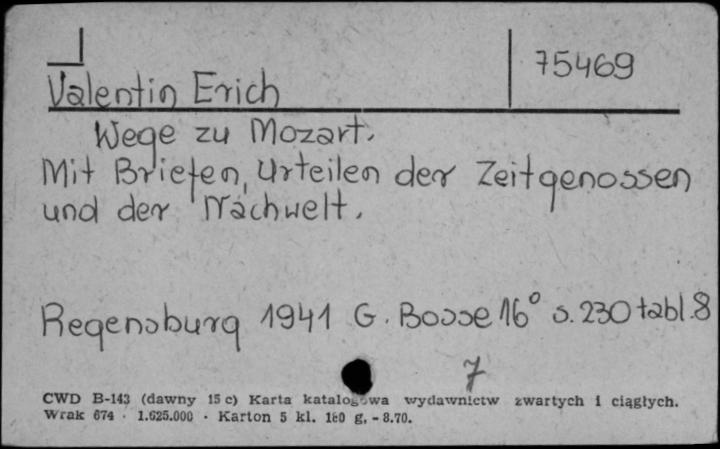 75469
Valentin Erich
Wege zu Mozart.
Mit Briefen, Urteilen der Zeitgenossen
und der Nachwelt.
Regensburg 1941 G. Bosse 16° s. 230 tabl. 8
7
CWD B-143 (dawny 15 c) Karta katalogowa wydawnictw zwartych i ciągłych.
Wrak 674 · 1.625.000 · Karton 5 kl. 180 g, - 8.70.